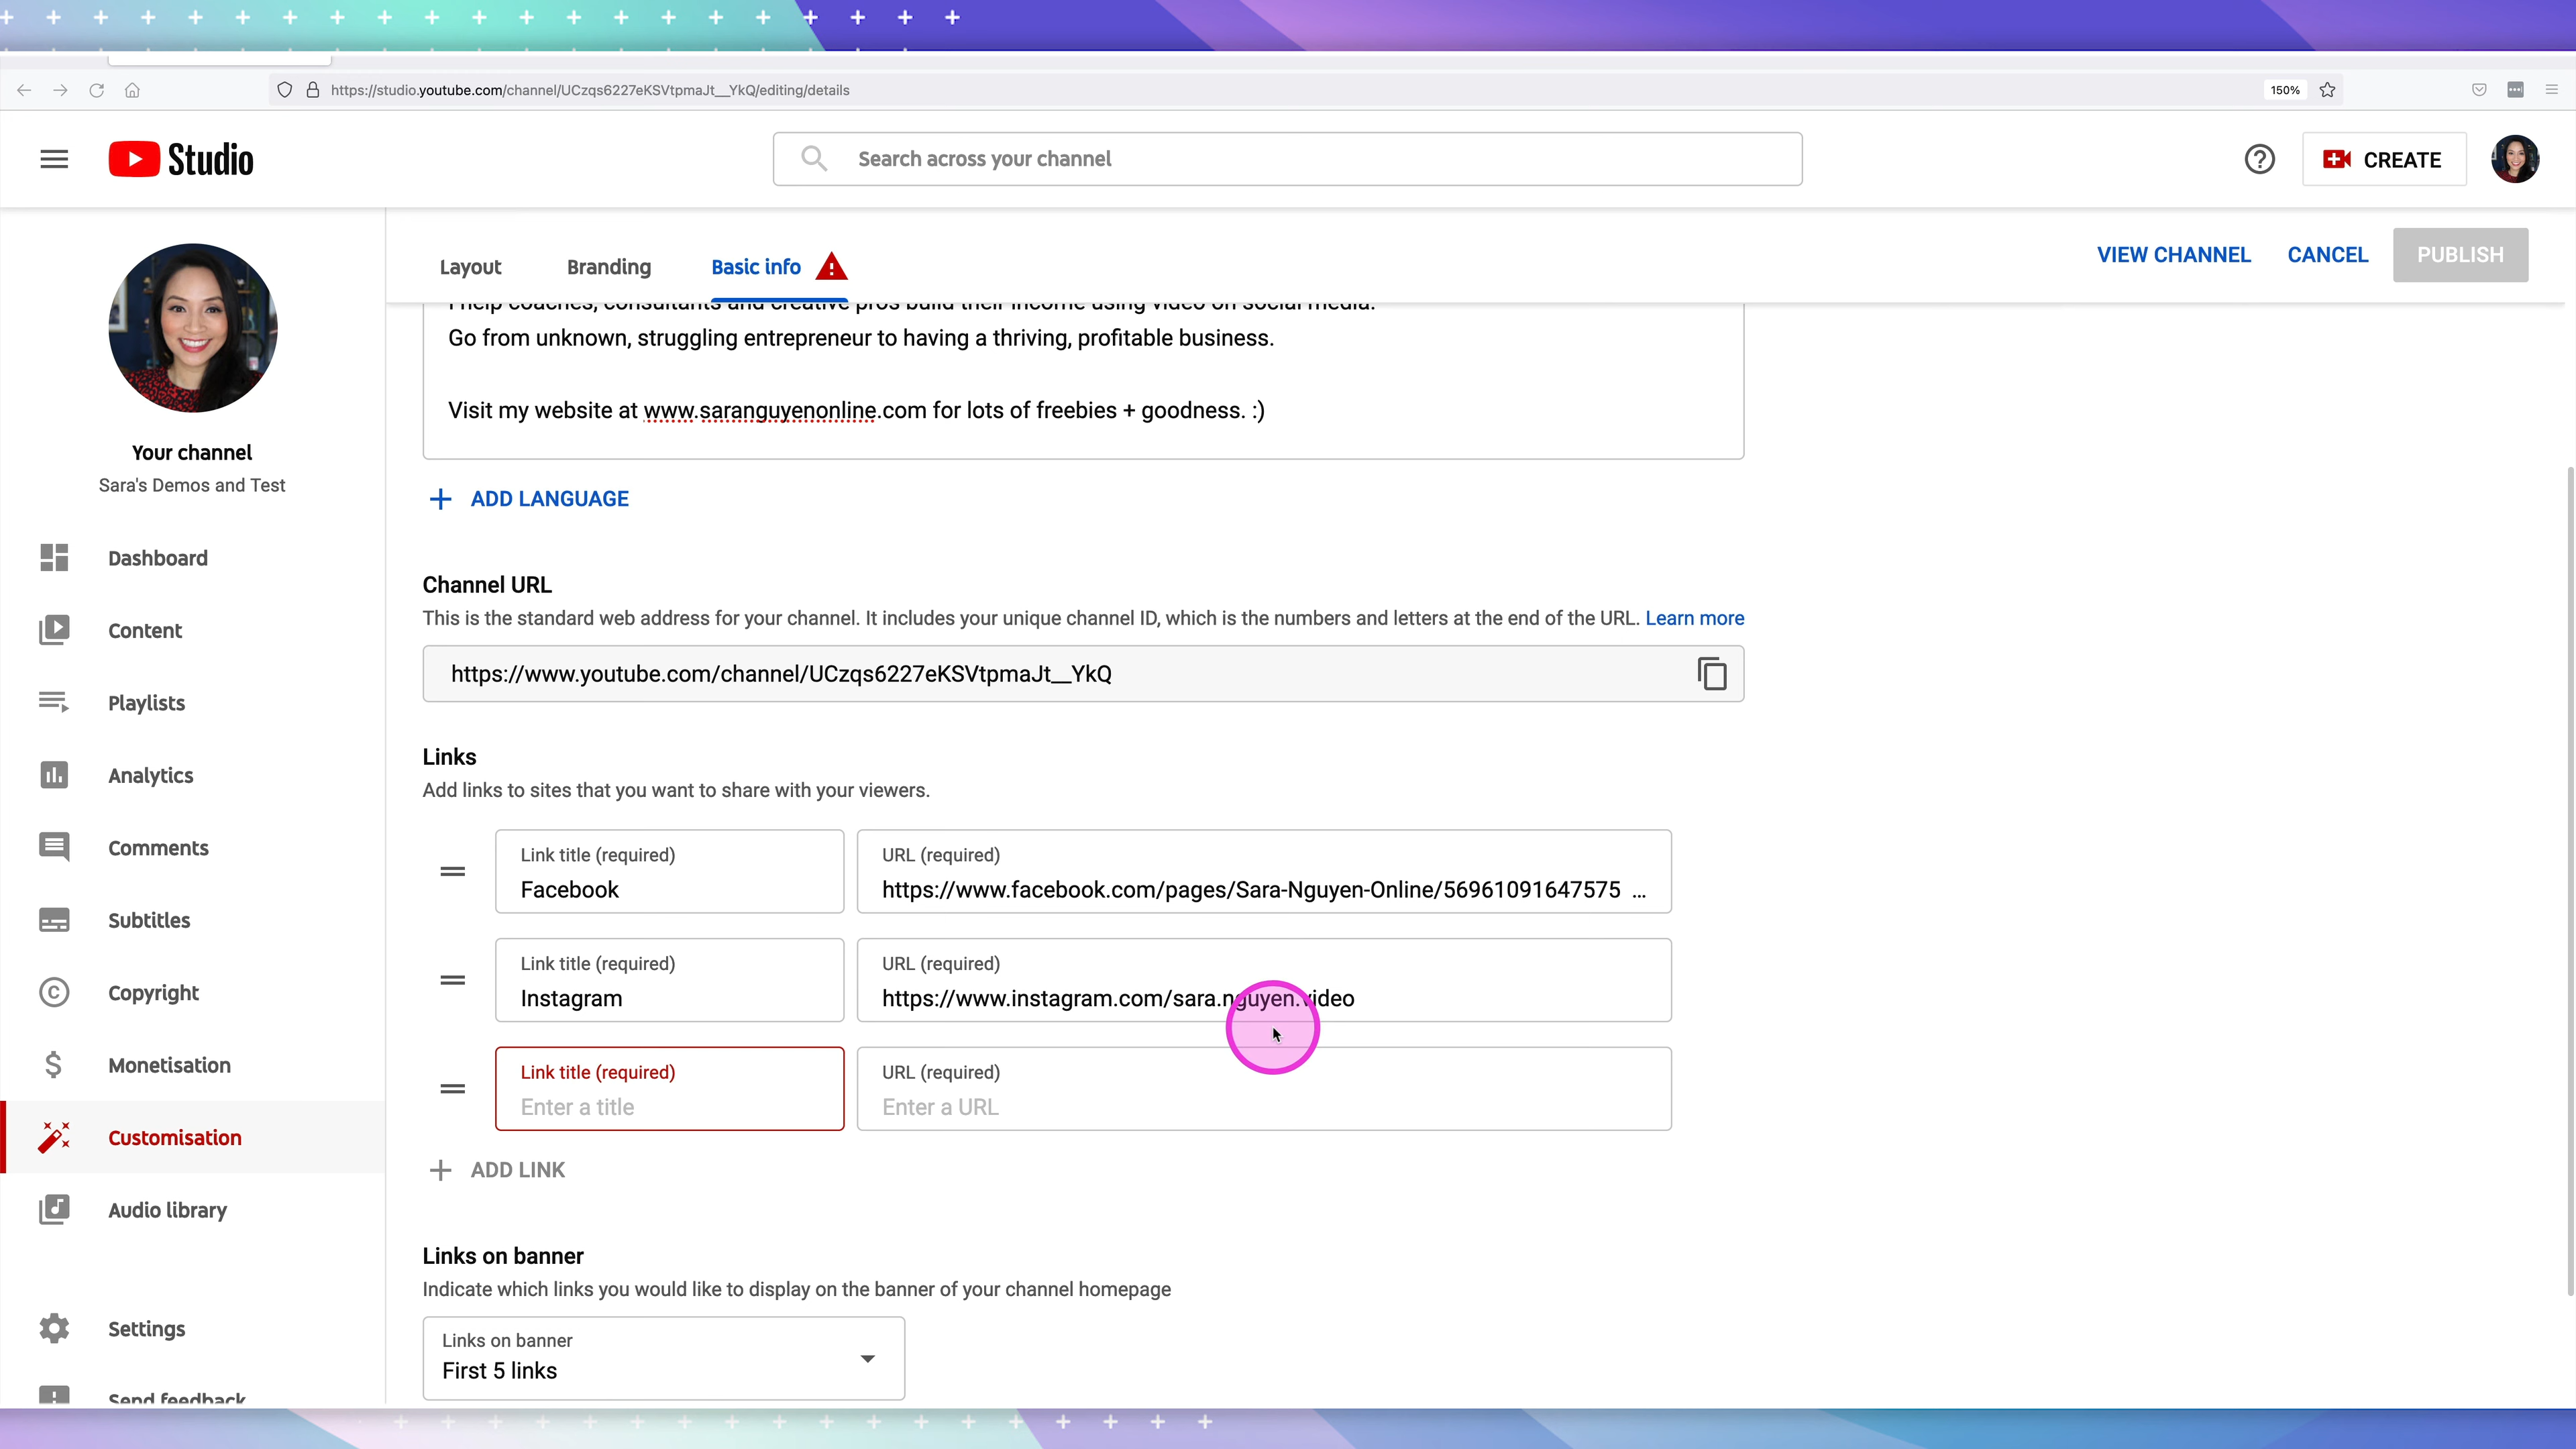 https://studio.youtube.com/channel/UCzqs6227eKSVtpmaJt__YkQ/editing/details
150%
Studio
Search across your channel
CREATE
Layout
Branding
Basic info
VIEW CHANNEL
CANCEL
PUBLISH
I help coaches, consultants and creative pros build their income using video on social media.
Go from unknown, struggling entrepreneur to having a thriving, profitable business.
Visit my website at www.saranguyenonline.com for lots of freebies + goodness. :)
ADD LANGUAGE
Your channel
Sara's Demos and Test
Dashboard
Content
Playlists
Analytics
Comments
Subtitles
Copyright
Monetisation
Customisation
Audio library
Settings
Send feedback
Channel URL
This is the standard web address for your channel. It includes your unique channel ID, which is the numbers and letters at the end of the URL. Learn more
https://www.youtube.com/channel/UCzqs6227eKSVtpmaJt__YkQ
Links
Add links to sites that you want to share with your viewers.
Link title (required)
Facebook
URL (required)
https://www.facebook.com/pages/Sara-Nguyen-Online/56961091647575 ...
Link title (required)
Instagram
URL (required)
https://www.instagram.com/sara.nguyen.video
Link title (required)
Enter a title
URL (required)
Enter a URL
ADD LINK
Links on banner
Indicate which links you would like to display on the banner of your channel homepage
Links on banner
First 5 links